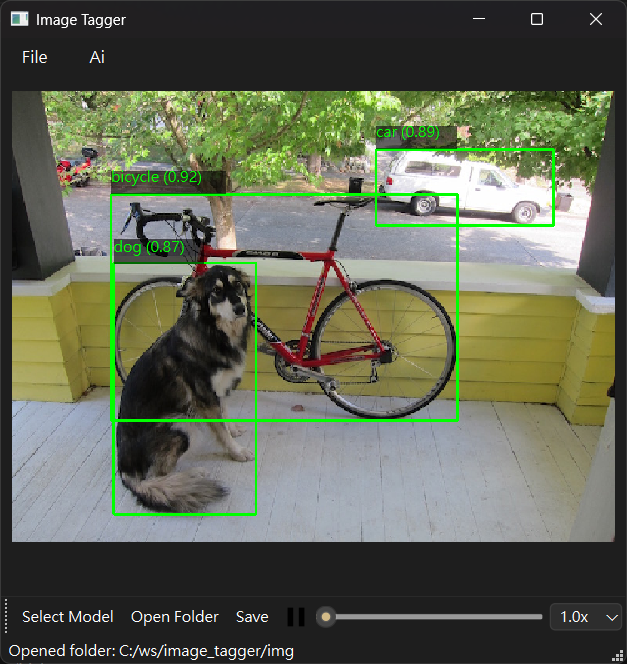 Image Tagger
File Ai
car (0.89)
bicycle (0.92)
dog (0.87)
Select Model Open Folder Save 1.0x
Opened folder: C:/ws/image_tagger/img